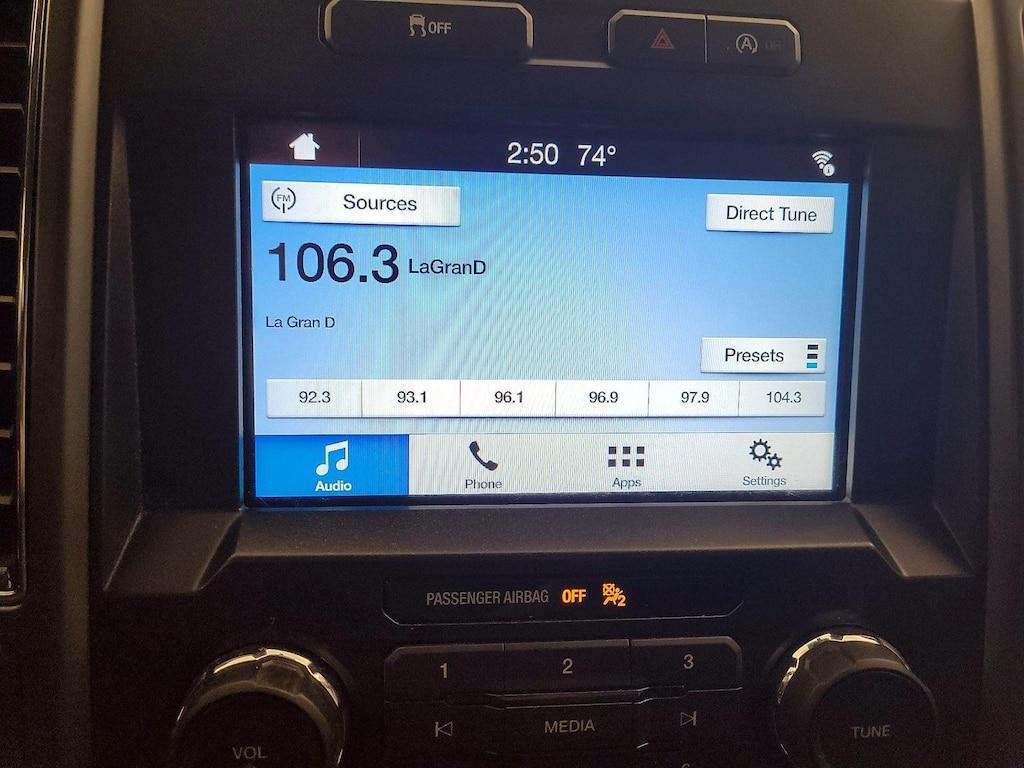 OFF
A OFF
2:50 74°
FM Sources
Direct Tune
106.3 LaGranD
La Gran D
Presets
92.3 93.1 96.1 96.9 97.9 104.3
Audio Phone Apps Settings
PASSENGER AIRBAG OFF 2
1 2 3
MEDIA
VOL TUNE